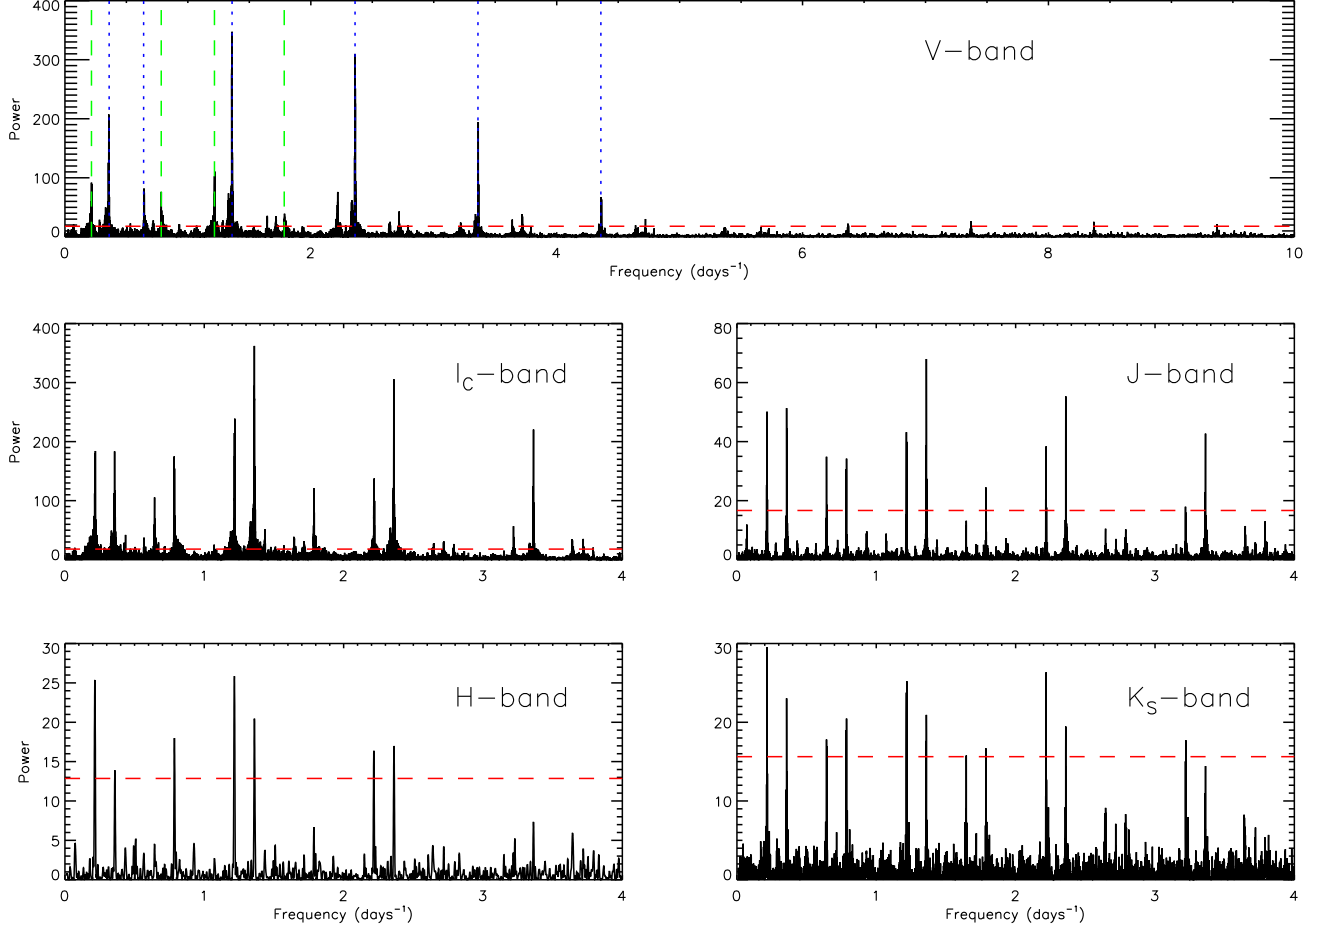 400
300
200
100
0
Power
V-band
0 2 4 6 8 10
Frequency (days⁻¹)
400
300
200
100
0
Power
I_C-band
0 1 2 3 4
80
60
40
20
0
J-band
0 1 2 3 4
30
25
20
15
10
5
0
Power
H-band
0 1 2 3 4
Frequency (days⁻¹)
30
20
10
0
K_S-band
0 1 2 3 4
Frequency (days⁻¹)